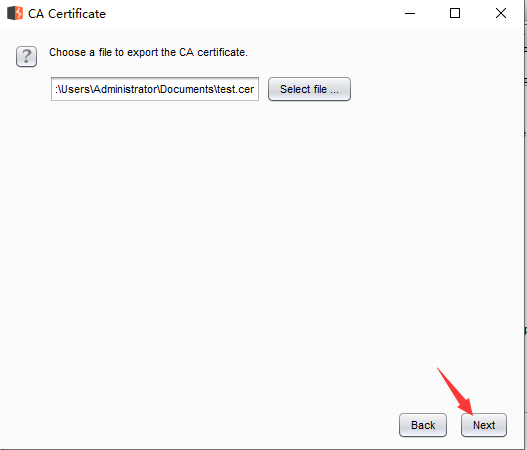 CA Certificate
?
Choose a file to export the CA certificate.
:\Users\Administrator\Documents\test.cer
Select file ...
Back
Next